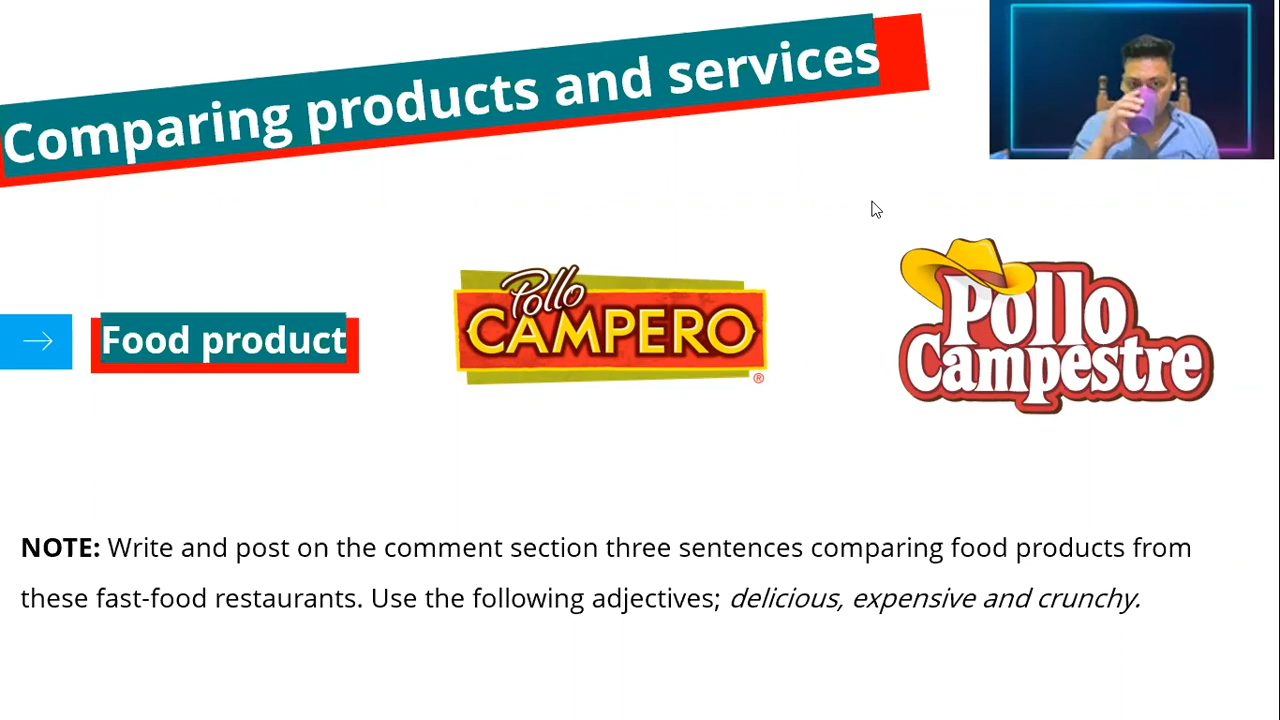 Comparing products and services
Food product
Pollo
CAMPERO
®
Pollo
Campestre
NOTE: Write and post on the comment section three sentences comparing food products from
these fast-food restaurants. Use the following adjectives; delicious, expensive and crunchy.